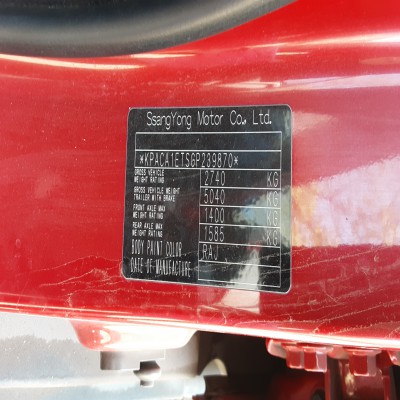 SsangYong Motor Co., Ltd.
*KPACA1ETSGP289870*
GROSS VEHICLE WEIGHT RATING 2740 KG
GROSS VEHICLE TRAILER WITH BRAKE 5040 KG
FRONT AXLE MAX WEIGHT RATING 1400 KG
REAR AXLE MAX WEIGHT RATING 1585 KG
BODY PAINT COLOR RAJ
DATE OF MANUFACTURE